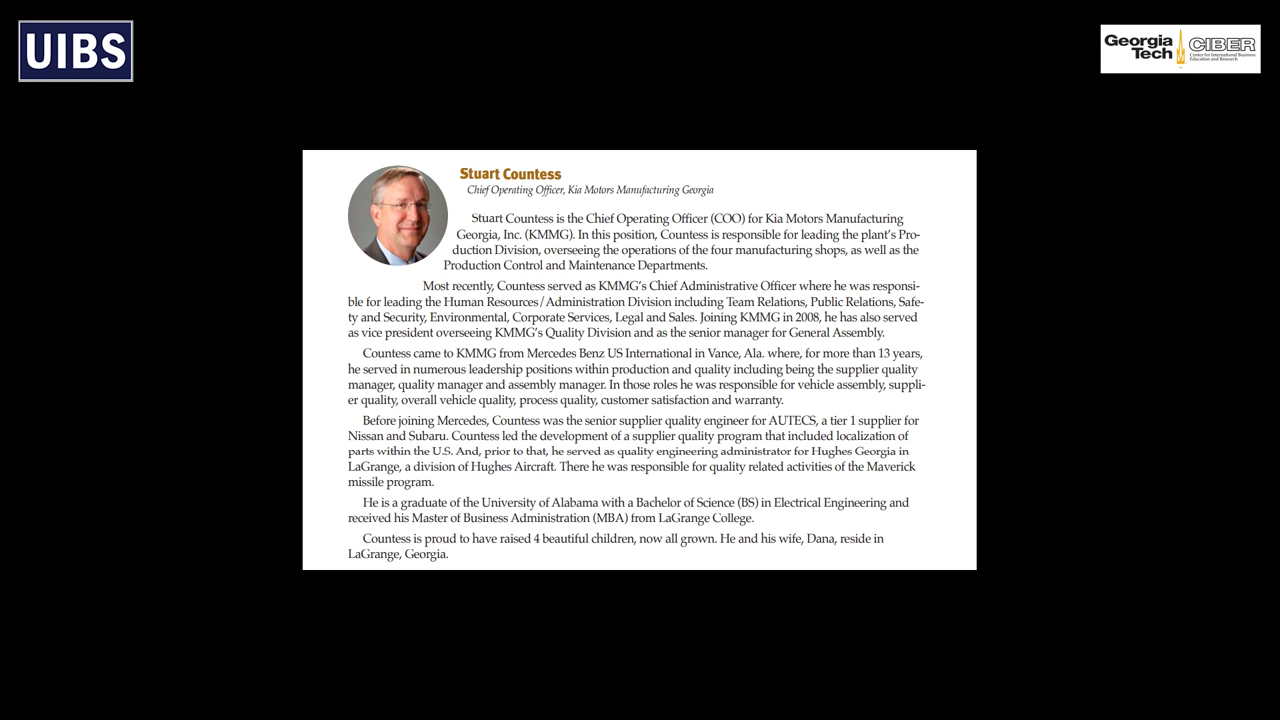 UIBS
Georgia
Tech
CIBER
Center for International Business
Education and Research
Stuart Countess
Chief Operating Officer, Kia Motors Manufacturing Georgia
Stuart Countess is the Chief Operating Officer (COO) for Kia Motors Manufacturing
Georgia, Inc. (KMMG). In this position, Countess is responsible for leading the plant's Pro-
duction Division, overseeing the operations of the four manufacturing shops, as well as the
Production Control and Maintenance Departments.
Most recently, Countess served as KMMG's Chief Administrative Officer where he was responsi-
ble for leading the Human Resources/Administration Division including Team Relations, Public Relations, Safe-
ty and Security, Environmental, Corporate Services, Legal and Sales. Joining KMMG in 2008, he has also served
as vice president overseeing KMMG's Quality Division and as the senior manager for General Assembly.
Countess came to KMMG from Mercedes Benz US International in Vance, Ala. where, for more than 13 years,
he served in numerous leadership positions within production and quality including being the supplier quality
manager, quality manager and assembly manager. In those roles he was responsible for vehicle assembly, suppli-
er quality, overall vehicle quality, process quality, customer satisfaction and warranty.
Before joining Mercedes, Countess was the senior supplier quality engineer for AUTECS, a tier 1 supplier for
Nissan and Subaru. Countess led the development of a supplier quality program that included localization of
parts within the U.S. And, prior to that, he served as quality engineering administrator for Hughes Georgia in
LaGrange, a division of Hughes Aircraft. There he was responsible for quality related activities of the Maverick
missile program.
He is a graduate of the University of Alabama with a Bachelor of Science (BS) in Electrical Engineering and
received his Master of Business Administration (MBA) from LaGrange College.
Countess is proud to have raised 4 beautiful children, now all grown. He and his wife, Dana, reside in
LaGrange, Georgia.